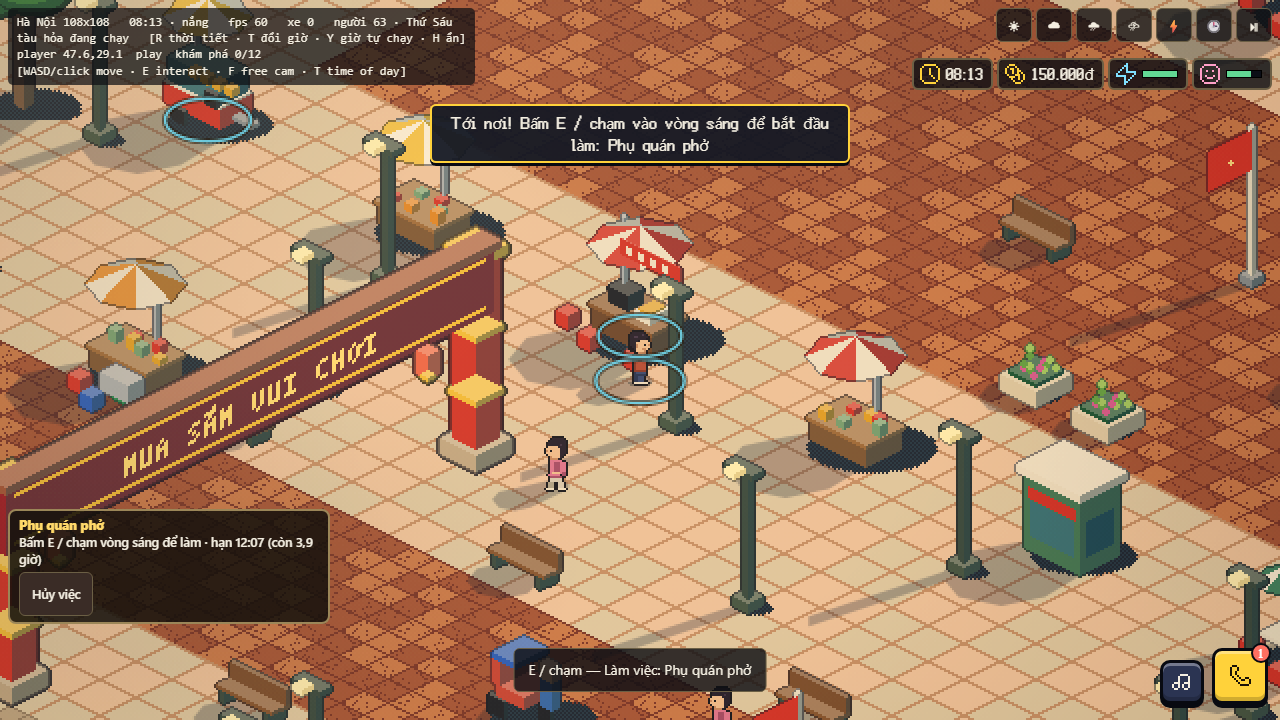 Hà Nội 108x108 08:13 · nắng fps 60 xe 0 người 63 · Thứ Sáu
tàu hỏa đang chạy [R thời tiết · T đổi giờ · Y giờ tự chạy · H ẩn]
player 47.6,29.1 play khám phá 0/12
[WASD/click move · E interact · F free cam · T time of day]
08:13
150.000đ
Tới nơi! Bấm E / chạm vào vòng sáng để bắt đầu
làm: Phụ quán phở
MUA SẮM VUI CHƠI
Phụ quán phở
Bấm E / chạm vòng sáng để làm · hạn 12:07 (còn 3,9
giờ)
Hủy việc
E / chạm — Làm việc: Phụ quán phở
1